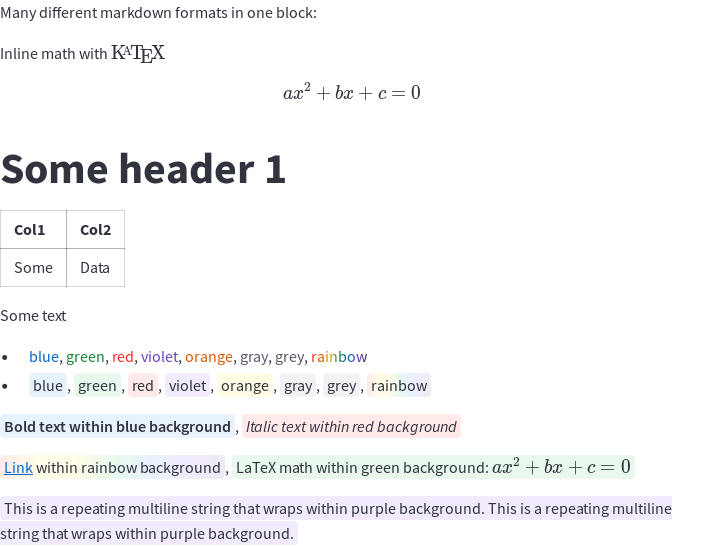 Many different markdown formats in one block:
Inline math with KATEX
ax² + bx + c = 0
Some header 1
Col1 Col2
Some Data
Some text
• blue, green, red, violet, orange, gray, grey, rainbow
• blue , green , red , violet , orange , gray , grey , rainbow
Bold text within blue background , Italic text within red background
Link within rainbow background , LaTeX math within green background: ax² + bx + c = 0
This is a repeating multiline string that wraps within purple background. This is a repeating multiline
string that wraps within purple background.